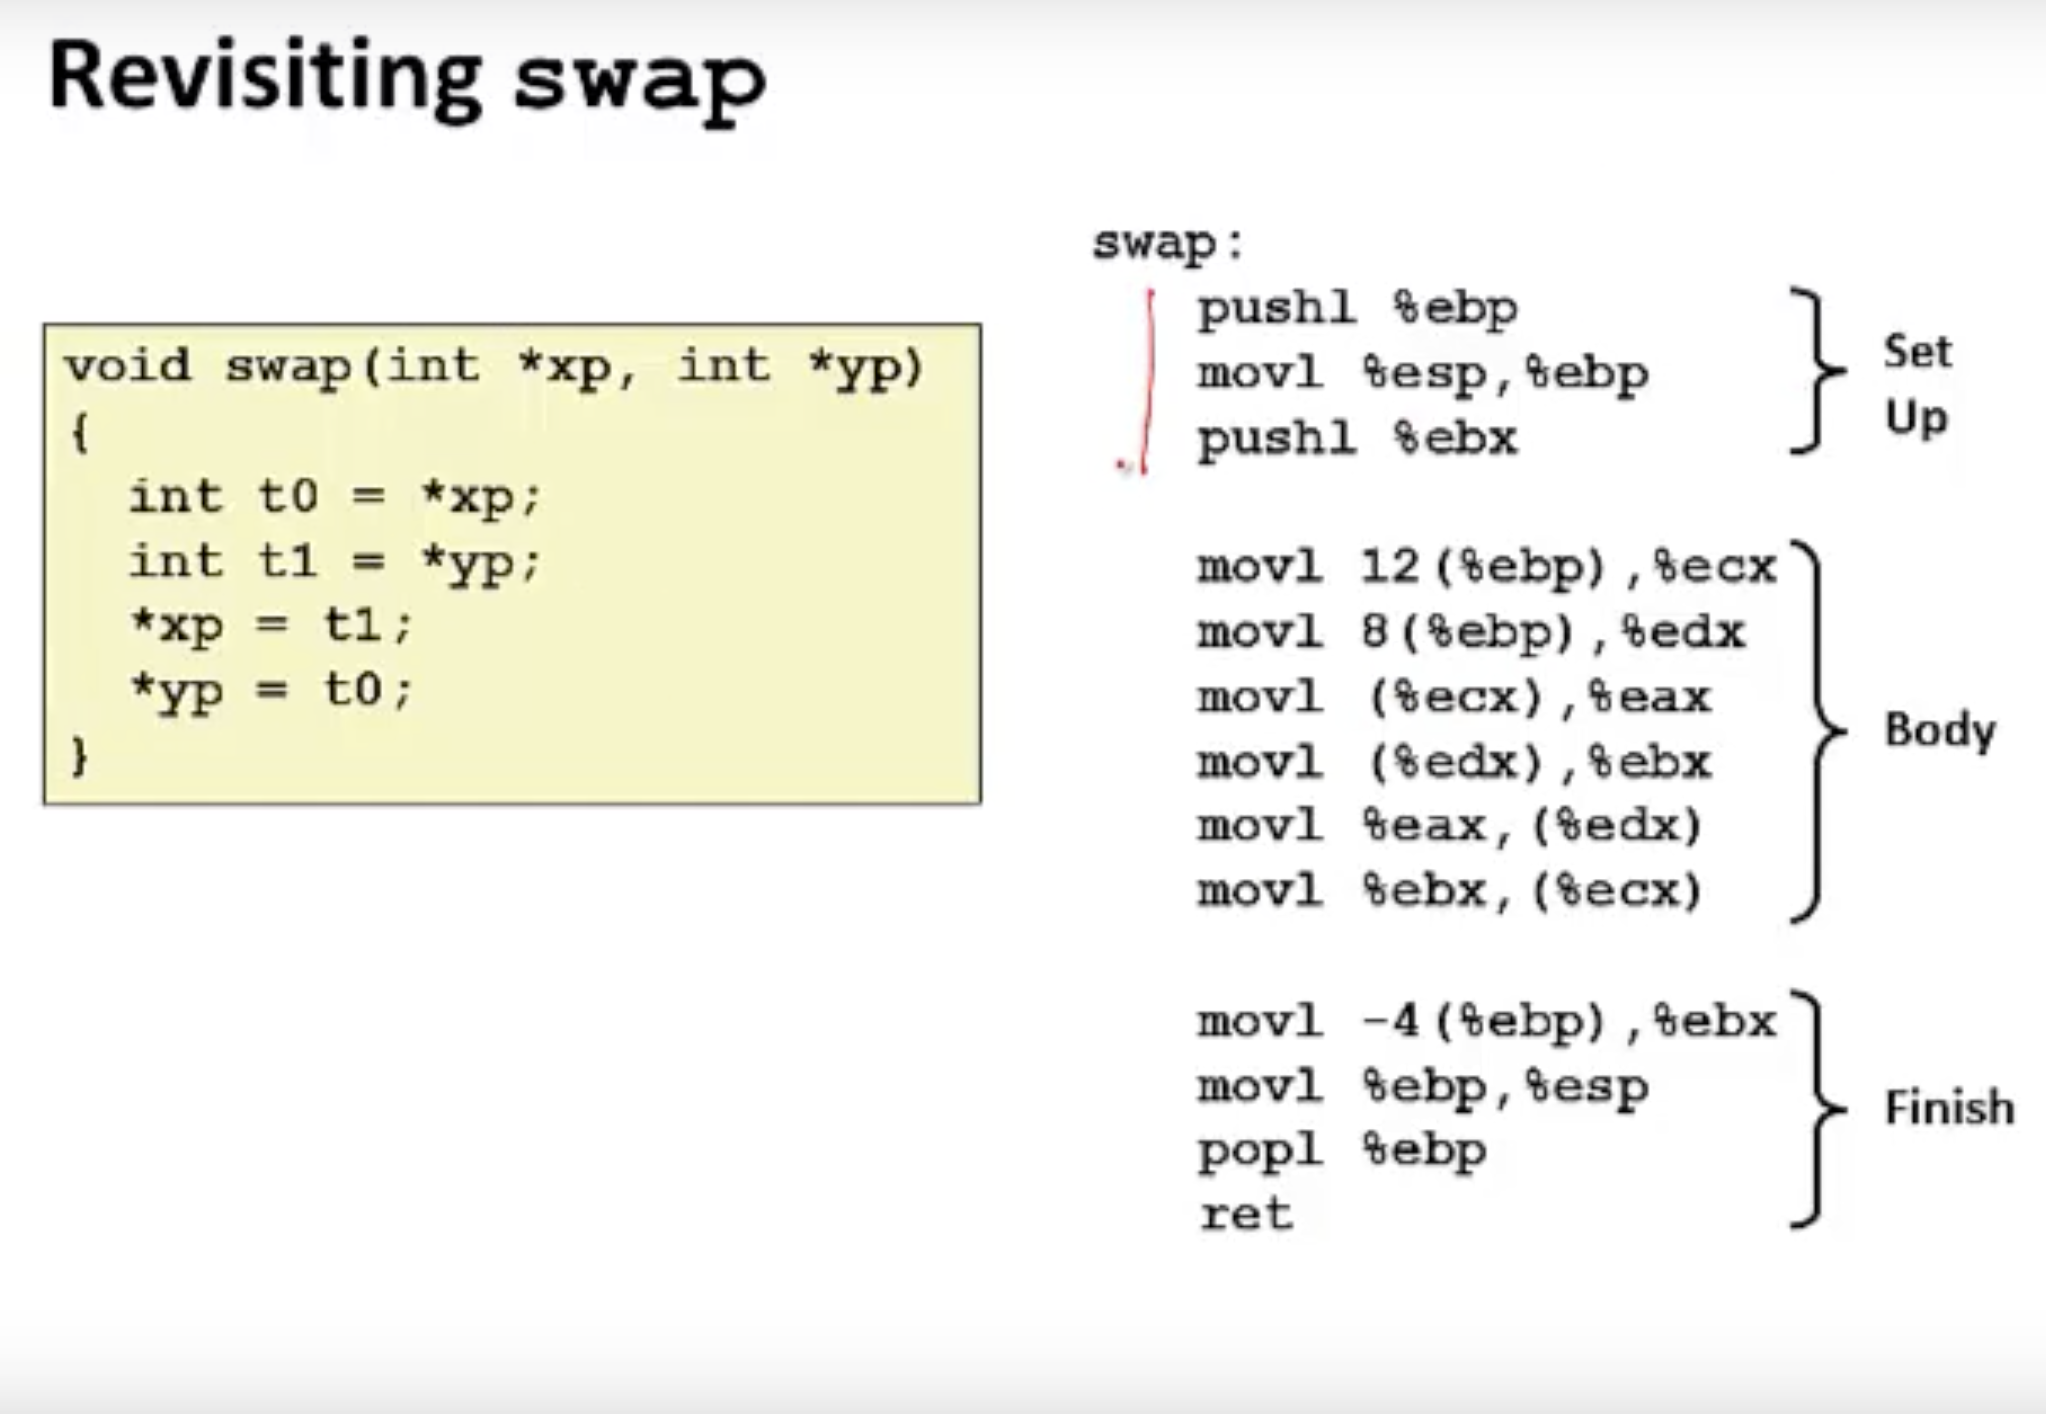 Revisiting swap
void swap(int *xp, int *yp)
{
  int t0 = *xp;
  int t1 = *yp;
  *xp = t1;
  *yp = t0;
}
swap:
pushl %ebp
movl %esp,%ebp
pushl %ebx
Set
Up
movl 12(%ebp),%ecx
movl 8(%ebp),%edx
movl (%ecx),%eax
movl (%edx),%ebx
movl %eax,(%edx)
movl %ebx,(%ecx)
Body
movl -4(%ebp),%ebx
movl %ebp,%esp
popl %ebp
ret
Finish